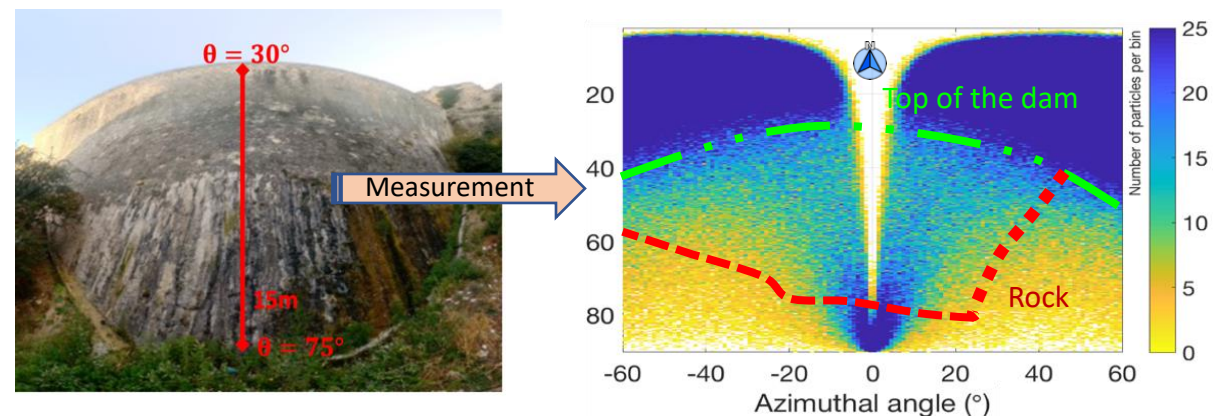 θ = 30°
15m
θ = 75°
Measurement
N
Top of the dam
Rock
20
40
60
80
-60 -40 -20 0 20 40 60
Azimuthal angle (°)
25
20
15
10
5
0
Number of particles per bin